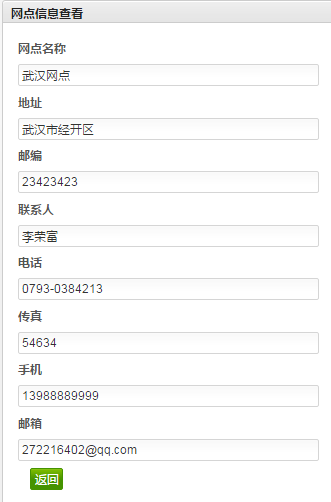 网点信息查看
网点名称
武汉网点
地址
武汉市经开区
邮编
23423423
联系人
李荣富
电话
0793-0384213
传真
54634
手机
13988889999
邮箱
272216402@qq.com
返回